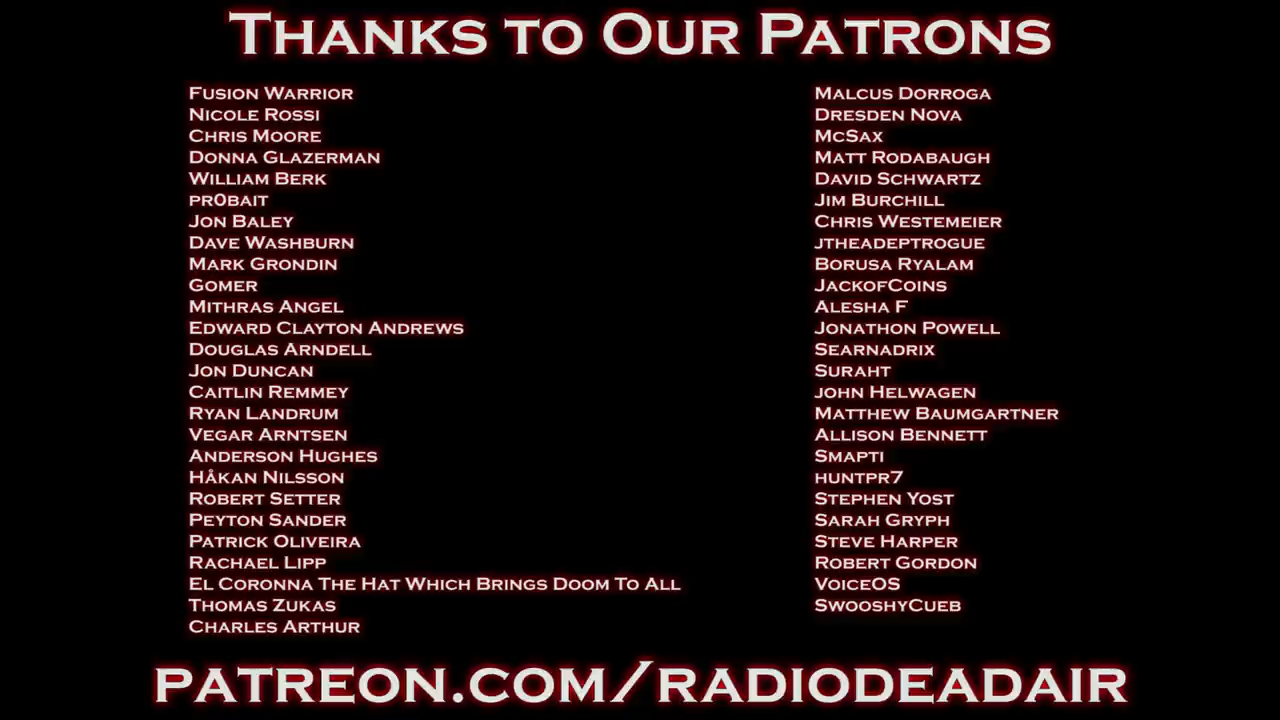 Thanks to Our Patrons
Fusion Warrior
Nicole Rossi
Chris Moore
Donna Glazerman
William Berk
pr0bait
Jon Baley
Dave Washburn
Mark Grondin
Gomer
Mithras Angel
Edward Clayton Andrews
Douglas Arndell
Jon Duncan
Caitlin Remmey
Ryan Landrum
Vegar Arntsen
Anderson Hughes
Håkan Nilsson
Robert Setter
Peyton Sander
Patrick Oliveira
Rachael Lipp
El Coronna The Hat Which Brings Doom To All
Thomas Zukas
Charles Arthur
Malcus Dorroga
Dresden Nova
McSax
Matt Rodabaugh
David Schwartz
Jim Burchill
Chris Westemeier
jtheadeptrogue
Borusa Ryalam
JackofCoins
Alesha F
Jonathon Powell
Searnadrix
Suraht
john Helwagen
Matthew Baumgartner
Allison Bennett
Smapti
huntpr7
Stephen Yost
Sarah Gryph
Steve Harper
Robert Gordon
VoiceOS
SwooshyCueb
patreon.com/radiodeadair